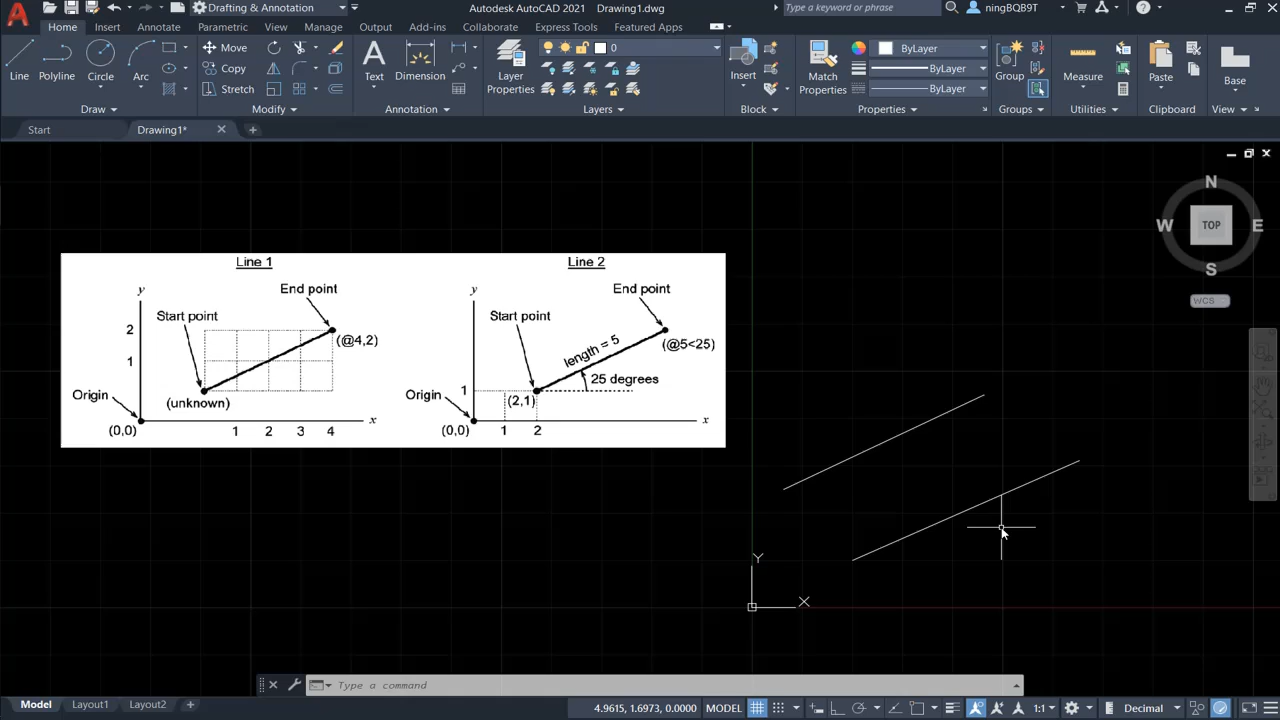 Drafting & Annotation
Autodesk AutoCAD 2021 Drawing1.dwg
Type a keyword or phrase
ningBQB9T
Home Insert Annotate Parametric View Manage Output Add-ins Collaborate Express Tools Featured Apps
Line Polyline Circle Arc
Move
Copy
Stretch
Text Dimension
Layer Properties
0
Insert
Match Properties
ByLayer
ByLayer
ByLayer
Group Measure Paste Base
Draw Modify Annotation Layers Block Properties Groups Utilities Clipboard View
Start Drawing1*
N
W TOP E
S
WCS
Line 1
y
End point
Start point
2
(@4,2)
1
Origin
(unknown)
x
(0,0) 1 2 3 4
Line 2
y
End point
Start point
length = 5
(@5<25)
25 degrees
1
Origin
(2,1)
x
(0,0) 1 2
Y
X
Type a command
Model Layout1 Layout2
4.9615, 1.6973, 0.0000 MODEL 1:1 Decimal